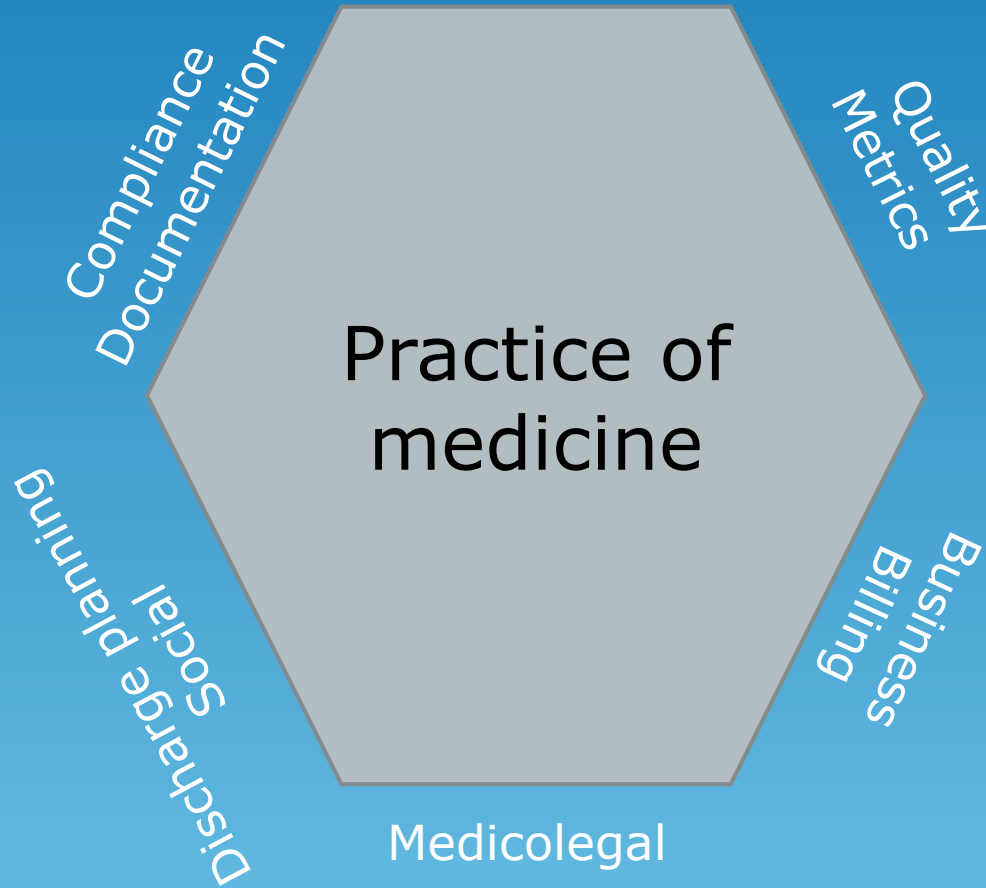 Compliance
Documentation
Quality
Metrics
Practice of
medicine
Social
Discharge planning
Business
Billing
Medicolegal